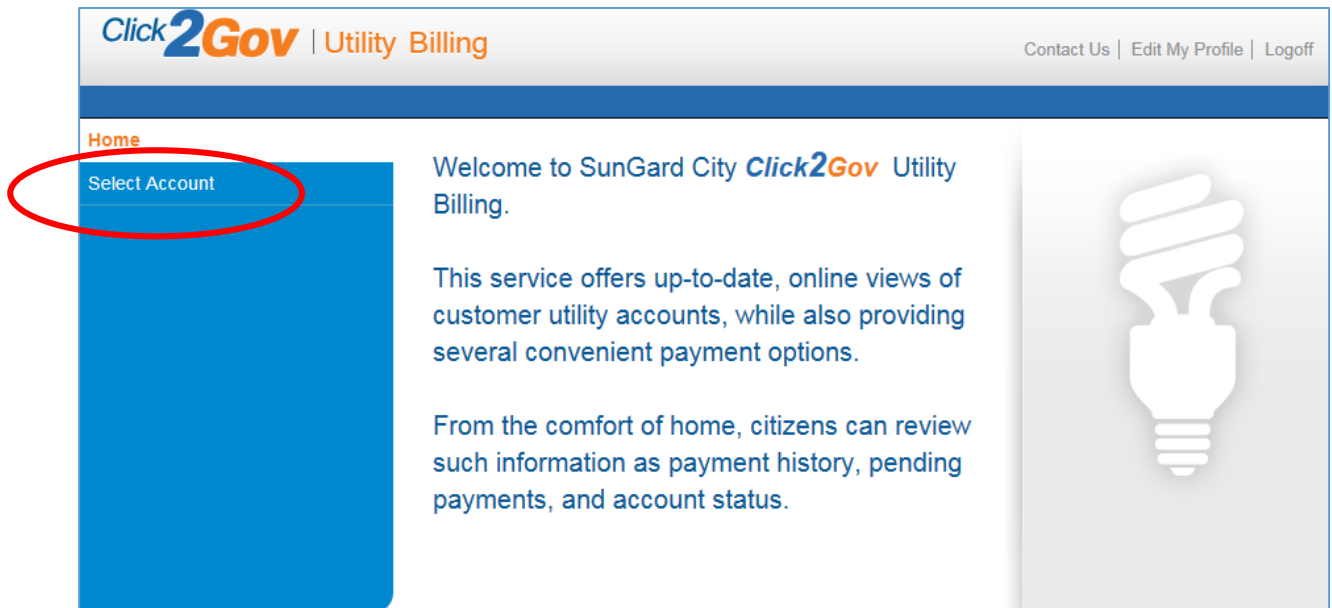 Click2Gov | Utility Billing
Contact Us | Edit My Profile | Logoff
Home
Select Account
Welcome to SunGard City Click2Gov Utility
Billing.
This service offers up-to-date, online views of
customer utility accounts, while also providing
several convenient payment options.
From the comfort of home, citizens can review
such information as payment history, pending
payments, and account status.